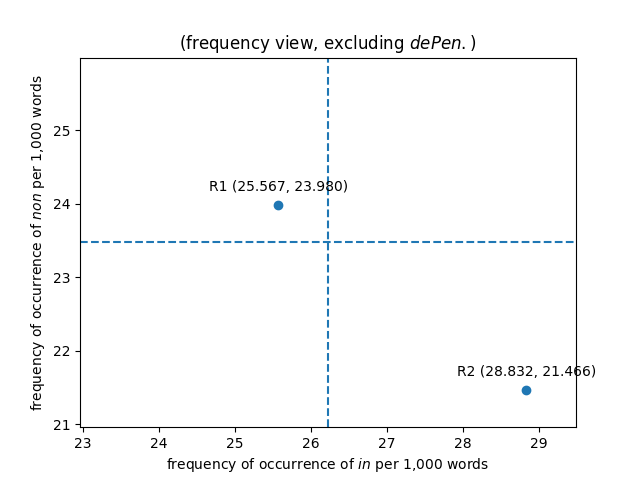 (frequency view, excluding dePen.)
frequency of occurrence of non per 1,000 words
25
24
23
22
21
R1 (25.567, 23.980)
R2 (28.832, 21.466)
23 24 25 26 27 28 29
frequency of occurrence of in per 1,000 words